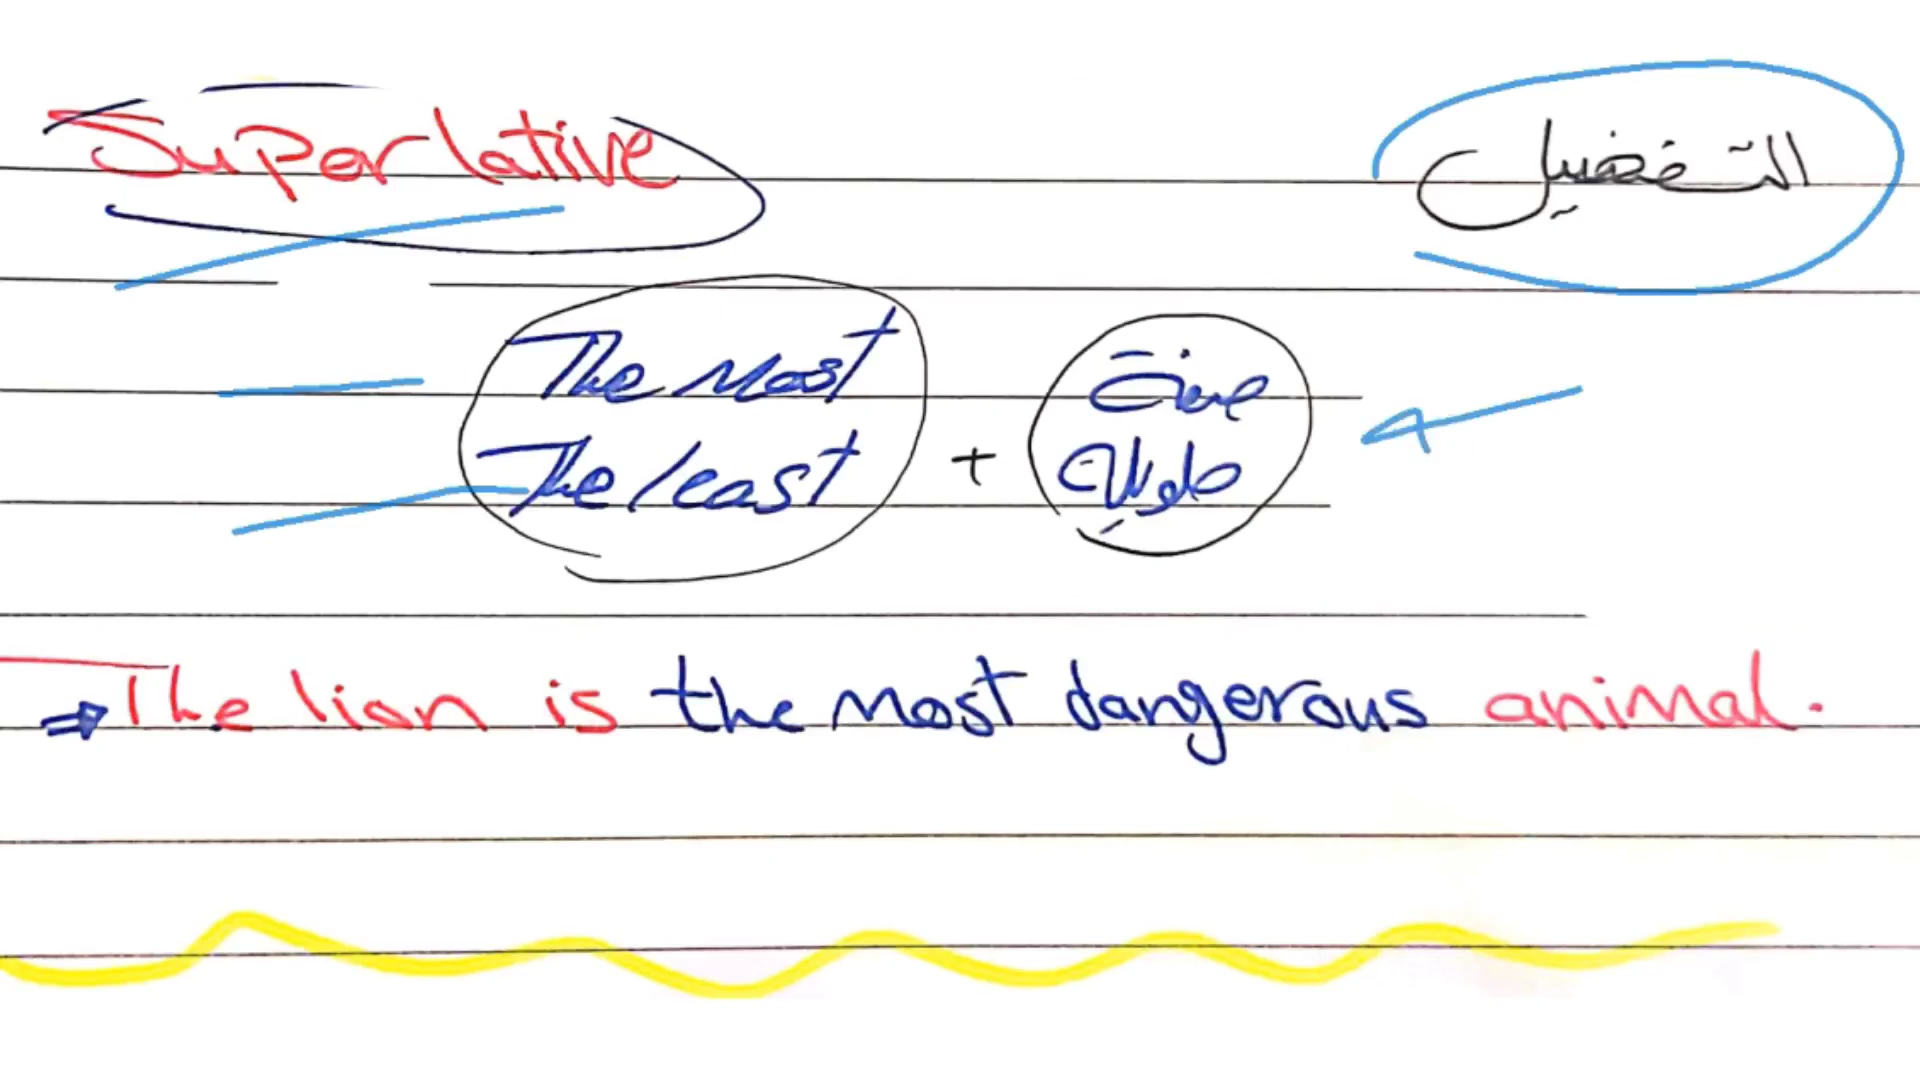 Superlative التفضيل
The Most صفة
The least + طويلة
⇒ The lion is the most dangerous animal.